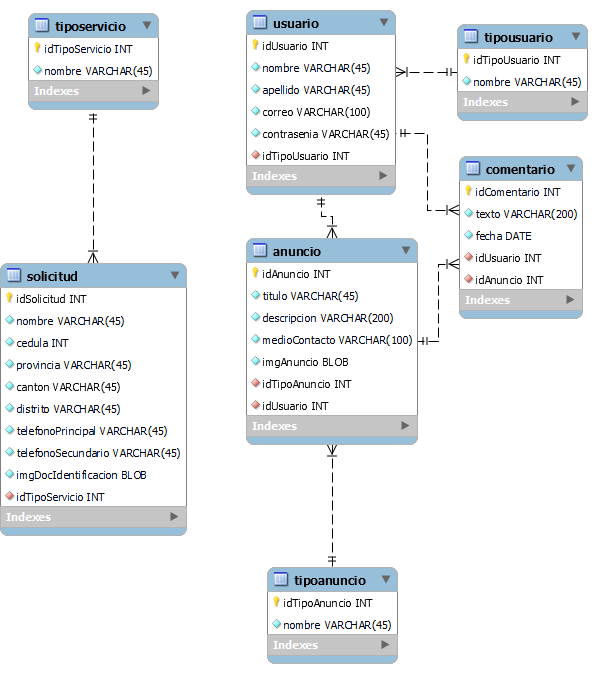 tiposervicio
idTipoServicio INT
nombre VARCHAR(45)
Indexes
usuario
idUsuario INT
nombre VARCHAR(45)
apellido VARCHAR(45)
correo VARCHAR(100)
contrasenia VARCHAR(45)
idTipoUsuario INT
Indexes
tipousuario
idTipoUsuario INT
nombre VARCHAR(45)
Indexes
comentario
idComentario INT
texto VARCHAR(200)
fecha DATE
idUsuario INT
idAnuncio INT
Indexes
solicitud
idSolicitud INT
nombre VARCHAR(45)
cedula INT
provincia VARCHAR(45)
canton VARCHAR(45)
distrito VARCHAR(45)
telefonoPrincipal VARCHAR(45)
telefonoSecundario VARCHAR(45)
imgDocIdentificacion BLOB
idTipoServicio INT
Indexes
anuncio
idAnuncio INT
titulo VARCHAR(45)
descripcion VARCHAR(200)
medioContacto VARCHAR(100)
imgAnuncio BLOB
idTipoAnuncio INT
idUsuario INT
Indexes
tipoanuncio
idTipoAnuncio INT
nombre VARCHAR(45)
Indexes